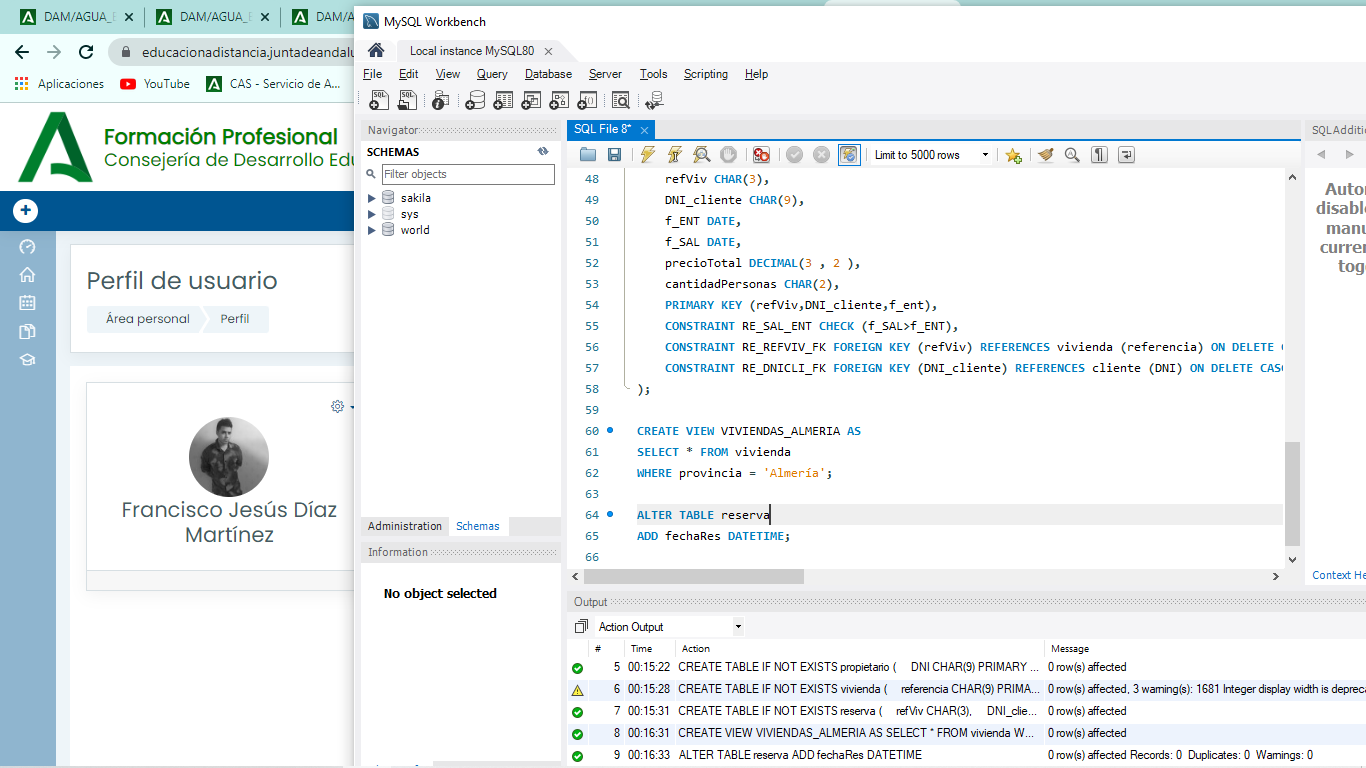 DAM/AGUA_E
DAM/AGUA_E
DAM/AGUA_E
educacionadistancia.juntadeandalu
Aplicaciones
YouTube
CAS - Servicio de A...
Formación Profesional
Consejería de Desarrollo Edu
Perfil de usuario
Área personal
Perfil
Francisco Jesús Díaz
Martínez
MySQL Workbench
Local instance MySQL80
File Edit View Query Database Server Tools Scripting Help
Navigator
SCHEMAS
Filter objects
sakila
sys
world
Administration Schemas
Information
No object selected
SQL File 8*
Limit to 5000 rows
48 refViv CHAR(3),
49 DNI_cliente CHAR(9),
50 f_ENT DATE,
51 f_SAL DATE,
52 precioTotal DECIMAL(3 , 2 ),
53 cantidadPersonas CHAR(2),
54 PRIMARY KEY (refViv,DNI_cliente,f_ent),
55 CONSTRAINT RE_SAL_ENT CHECK (f_SAL>f_ENT),
56 CONSTRAINT RE_REFVIV_FK FOREIGN KEY (refViv) REFERENCES vivienda (referencia) ON DELETE
57 CONSTRAINT RE_DNICLI_FK FOREIGN KEY (DNI_cliente) REFERENCES cliente (DNI) ON DELETE CAS
58 );
59
60 CREATE VIEW VIVIENDAS_ALMERIA AS
61 SELECT * FROM vivienda
62 WHERE provincia = 'Almería';
63
64 ALTER TABLE reserva
65 ADD fechaRes DATETIME;
66
SQLAdditi
Autor
disable
manu
curren
tog
Context He
Output
Action Output
# Time Action Message
5 00:15:22 CREATE TABLE IF NOT EXISTS propietario ( DNI CHAR(9) PRIMARY ... 0 row(s) affected
6 00:15:28 CREATE TABLE IF NOT EXISTS vivienda ( referencia CHAR(9) PRIMA... 0 row(s) affected, 3 warning(s): 1681 Integer display width is depreca
7 00:15:31 CREATE TABLE IF NOT EXISTS reserva ( refViv CHAR(3), DNI_clie... 0 row(s) affected
8 00:16:31 CREATE VIEW VIVIENDAS_ALMERIA AS SELECT * FROM vivienda W... 0 row(s) affected
9 00:16:33 ALTER TABLE reserva ADD fechaRes DATETIME 0 row(s) affected Records: 0 Duplicates: 0 Warnings: 0